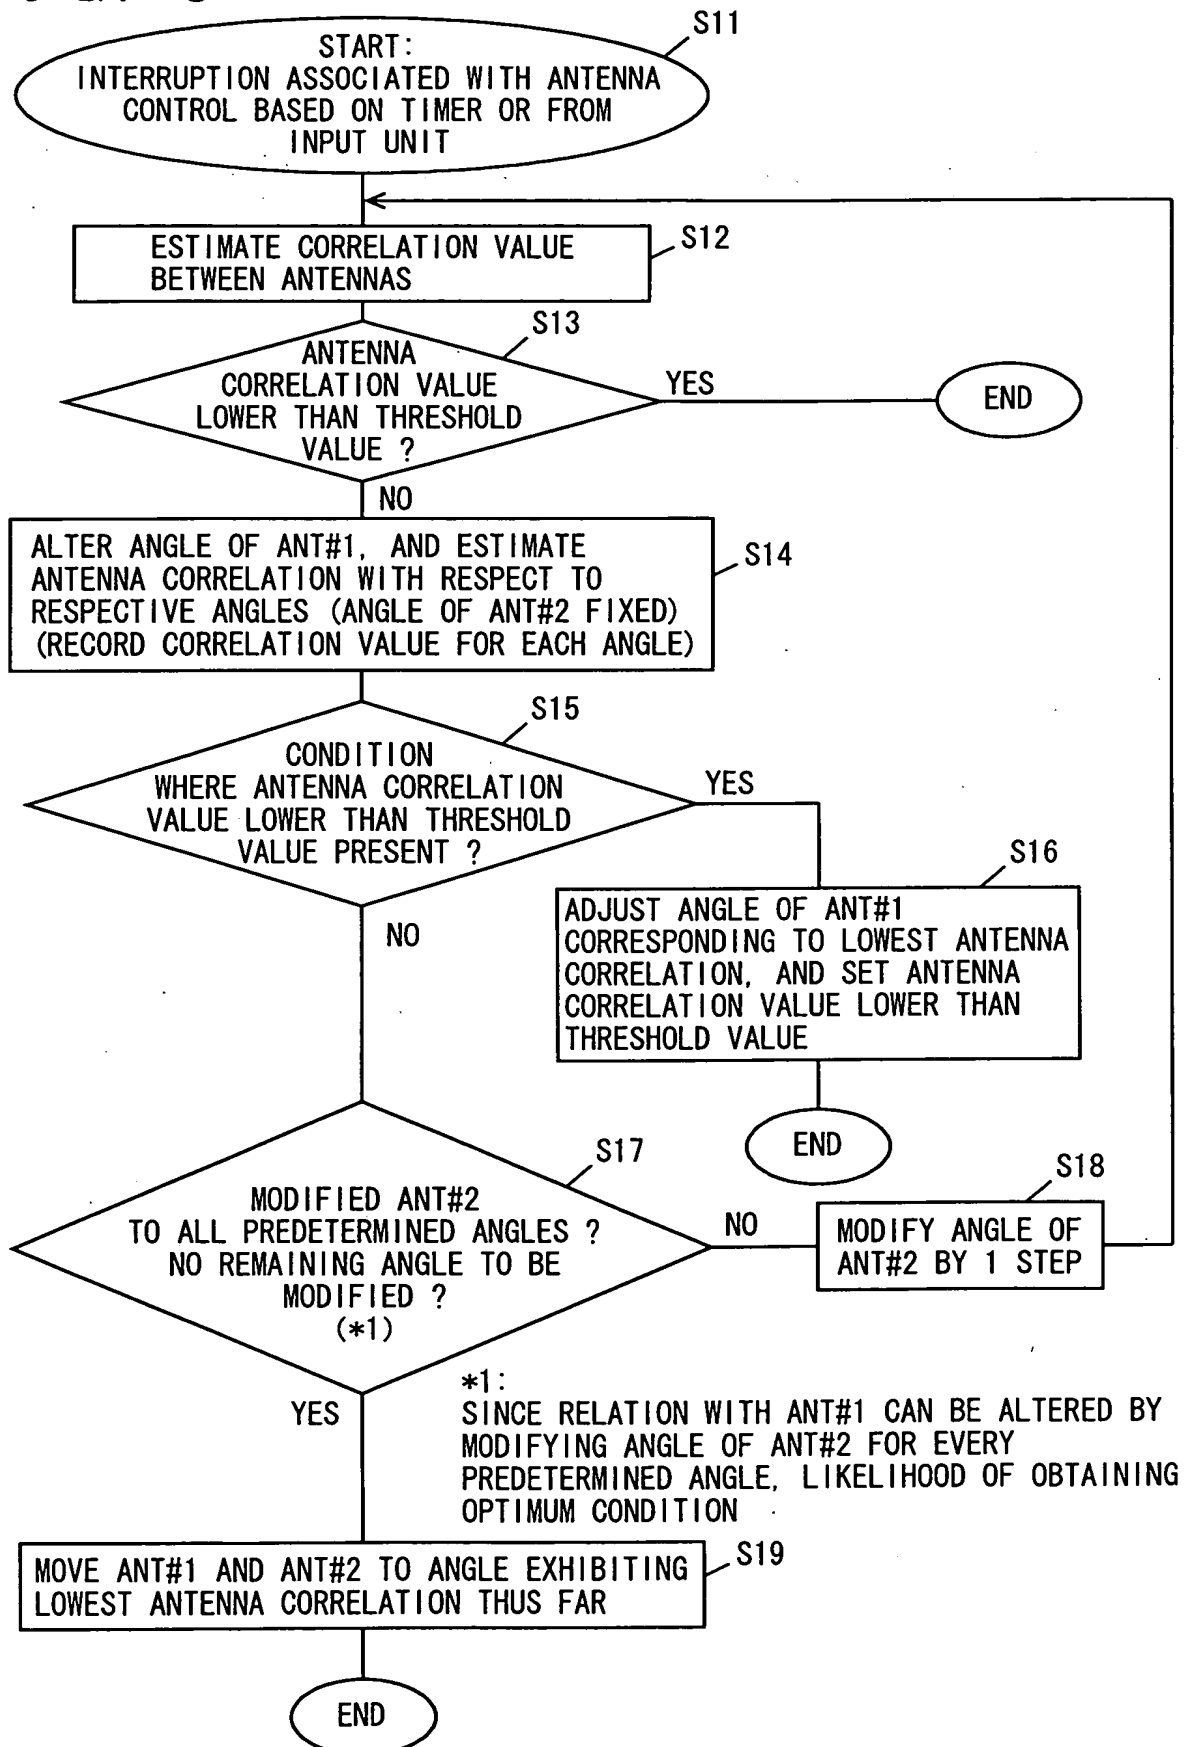 S11
START:
INTERRUPTION ASSOCIATED WITH ANTENNA
CONTROL BASED ON TIMER OR FROM
INPUT UNIT
S12
ESTIMATE CORRELATION VALUE
BETWEEN ANTENNAS
S13
ANTENNA
CORRELATION VALUE
LOWER THAN THRESHOLD
VALUE ?
YES
END
NO
S14
ALTER ANGLE OF ANT#1, AND ESTIMATE
ANTENNA CORRELATION WITH RESPECT TO
RESPECTIVE ANGLES (ANGLE OF ANT#2 FIXED)
(RECORD CORRELATION VALUE FOR EACH ANGLE)
S15
CONDITION
WHERE ANTENNA CORRELATION
VALUE LOWER THAN THRESHOLD
VALUE PRESENT ?
YES
NO
S16
ADJUST ANGLE OF ANT#1
CORRESPONDING TO LOWEST ANTENNA
CORRELATION, AND SET ANTENNA
CORRELATION VALUE LOWER THAN
THRESHOLD VALUE
END
S17
MODIFIED ANT#2
TO ALL PREDETERMINED ANGLES ?
NO REMAINING ANGLE TO BE
MODIFIED ?
(*1)
NO
S18
MODIFY ANGLE OF
ANT#2 BY 1 STEP
YES
*1:
SINCE RELATION WITH ANT#1 CAN BE ALTERED BY
MODIFYING ANGLE OF ANT#2 FOR EVERY
PREDETERMINED ANGLE, LIKELIHOOD OF OBTAINING
OPTIMUM CONDITION
S19
MOVE ANT#1 AND ANT#2 TO ANGLE EXHIBITING
LOWEST ANTENNA CORRELATION THUS FAR
END